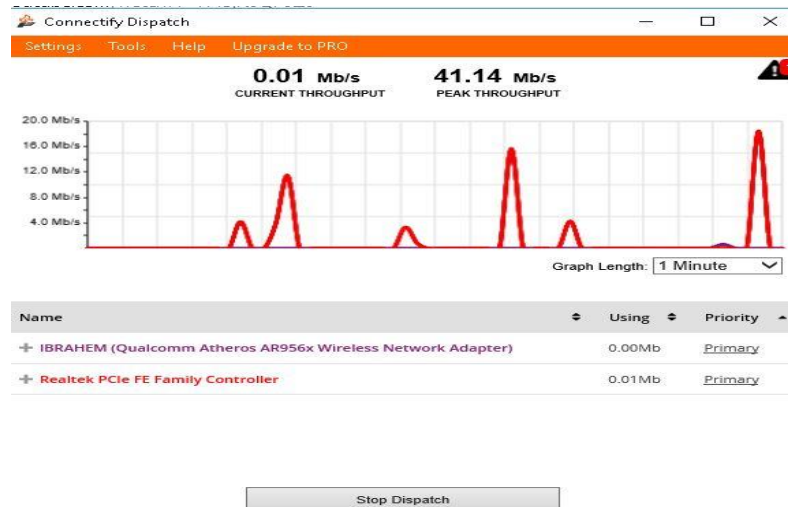 Connectify Dispatch
Settings Tools Help Upgrade to PRO
0.01 Mb/s 41.14 Mb/s
CURRENT THROUGHPUT PEAK THROUGHPUT
20.0 Mb/s
16.0 Mb/s
12.0 Mb/s
8.0 Mb/s
4.0 Mb/s
Graph Length: 1 Minute
Name Using Priority
IBRAHEM (Qualcomm Atheros AR956x Wireless Network Adapter) 0.00Mb Primary
Realtek PCIe FE Family Controller 0.01Mb Primary
Stop Dispatch